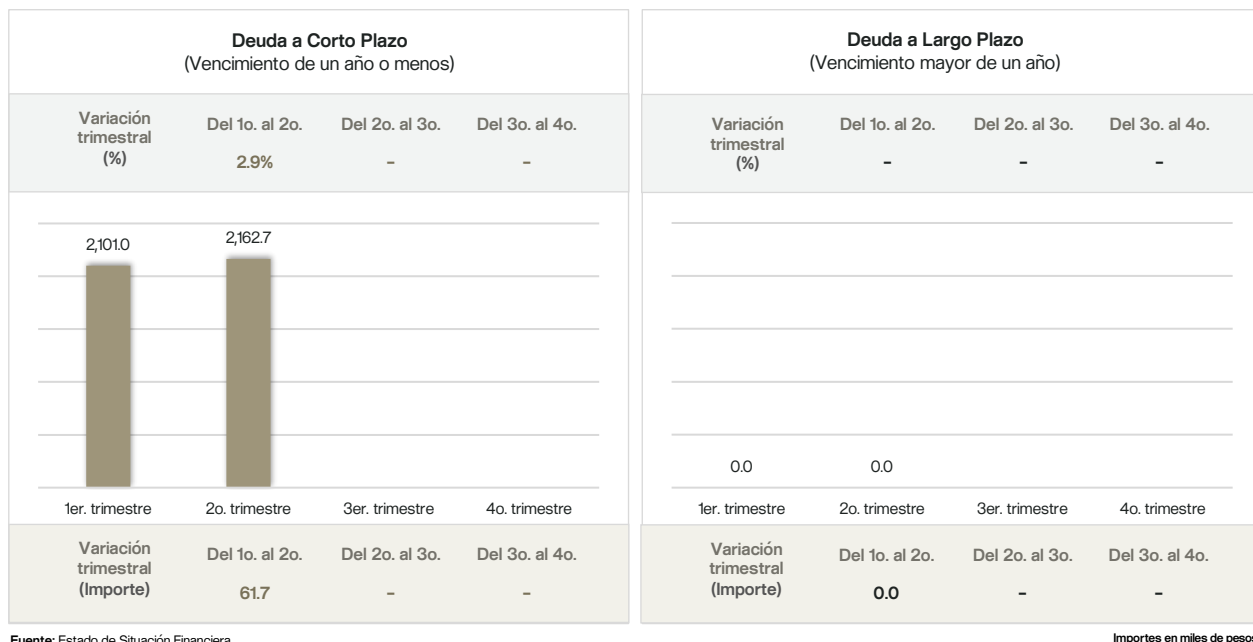 Deuda a Corto Plazo
(Vencimiento de un año o menos)
Variación
trimestral
(%)
Del 1o. al 2o. Del 2o. al 3o. Del 3o. al 4o.
2.9% – –
2,101.0 2,162.7
1er. trimestre 2o. trimestre 3er. trimestre 4o. trimestre
Variación
trimestral
(Importe)
Del 1o. al 2o. Del 2o. al 3o. Del 3o. al 4o.
61.7 – –
Deuda a Largo Plazo
(Vencimiento mayor de un año)
Variación
trimestral
(%)
Del 1o. al 2o. Del 2o. al 3o. Del 3o. al 4o.
– – –
0.0 0.0
1er. trimestre 2o. trimestre 3er. trimestre 4o. trimestre
Variación
trimestral
(Importe)
Del 1o. al 2o. Del 2o. al 3o. Del 3o. al 4o.
0.0 – –
Fuente: Estado de Situación Financiera
Importes en miles de pesos